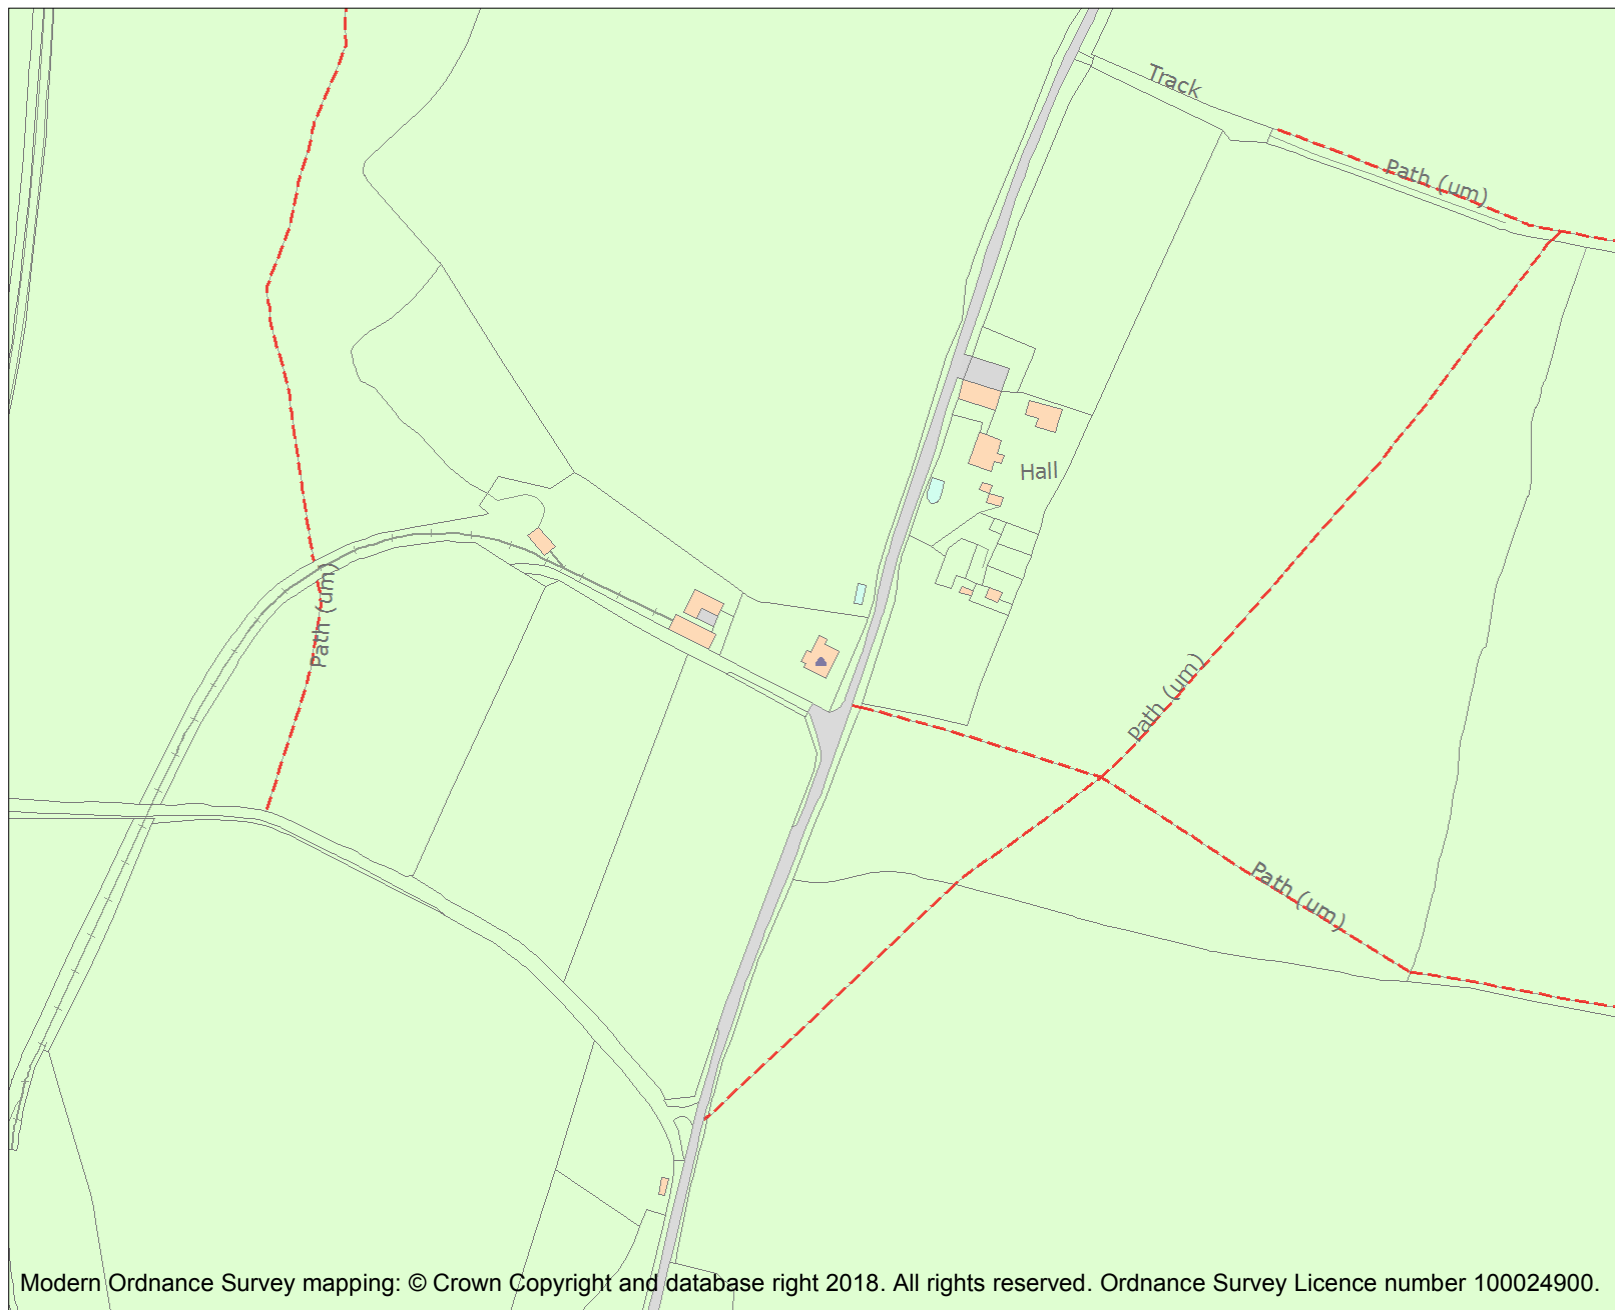 Track
Path (um)
Hall
Path (um)
Path (um)
Path (um)
Modern Ordnance Survey mapping: © Crown Copyright and database right 2018. All rights reserved. Ordnance Survey Licence number 100024900.